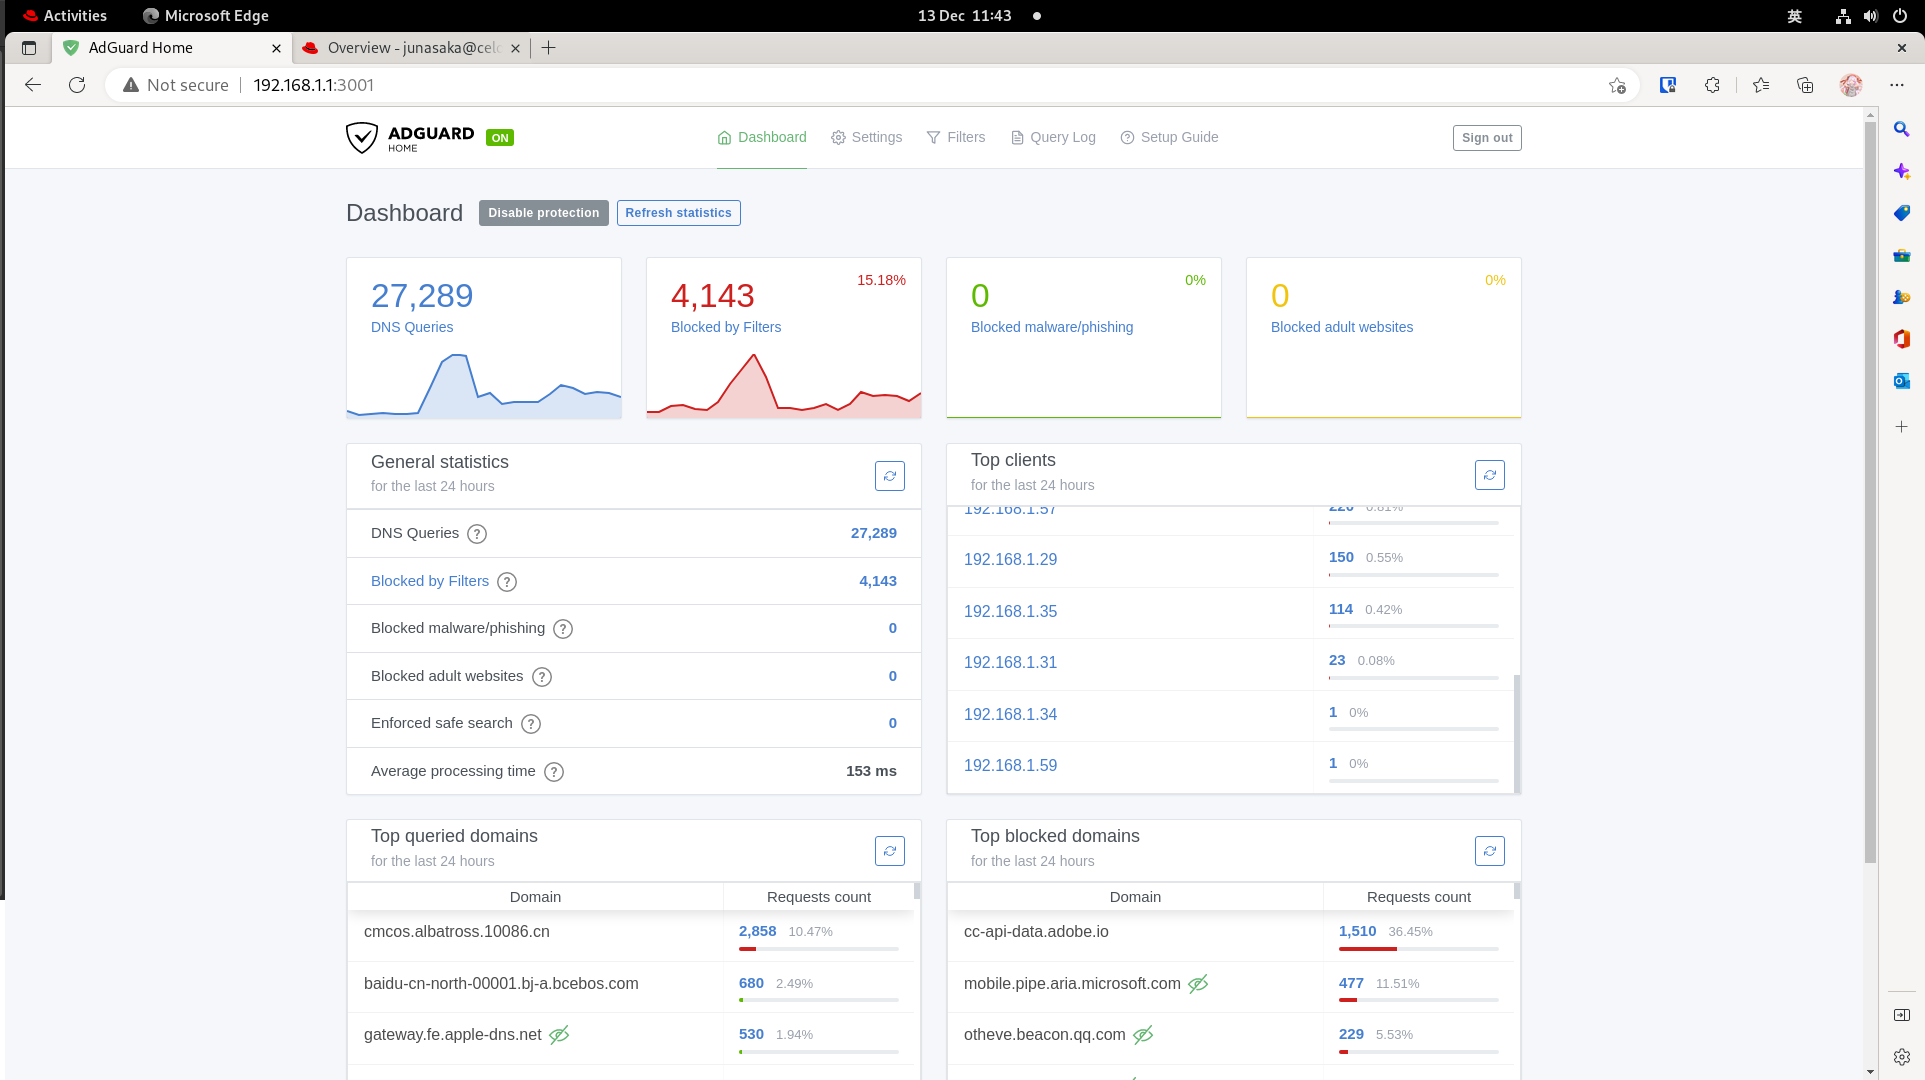 Activities
Microsoft Edge
13 Dec 11:43
英
AdGuard Home
Overview - junasaka@celo
Not secure
192.168.1.1:3001
ADGUARD
HOME
ON
Dashboard
Settings
Filters
Query Log
Setup Guide
Sign out
Dashboard
Disable protection
Refresh statistics
27,289
DNS Queries
15.18%
4,143
Blocked by Filters
0%
0
Blocked malware/phishing
0%
0
Blocked adult websites
General statistics
for the last 24 hours
DNS Queries ?
27,289
Blocked by Filters ?
4,143
Blocked malware/phishing ?
0
Blocked adult websites ?
0
Enforced safe search ?
0
Average processing time ?
153 ms
Top clients
for the last 24 hours
192.168.1.57
220 0.81%
192.168.1.29
150 0.55%
192.168.1.35
114 0.42%
192.168.1.31
23 0.08%
192.168.1.34
1 0%
192.168.1.59
1 0%
Top queried domains
for the last 24 hours
Domain
Requests count
cmcos.albatross.10086.cn
2,858 10.47%
baidu-cn-north-00001.bj-a.bcebos.com
680 2.49%
gateway.fe.apple-dns.net
530 1.94%
Top blocked domains
for the last 24 hours
Domain
Requests count
cc-api-data.adobe.io
1,510 36.45%
mobile.pipe.aria.microsoft.com
477 11.51%
otheve.beacon.qq.com
229 5.53%